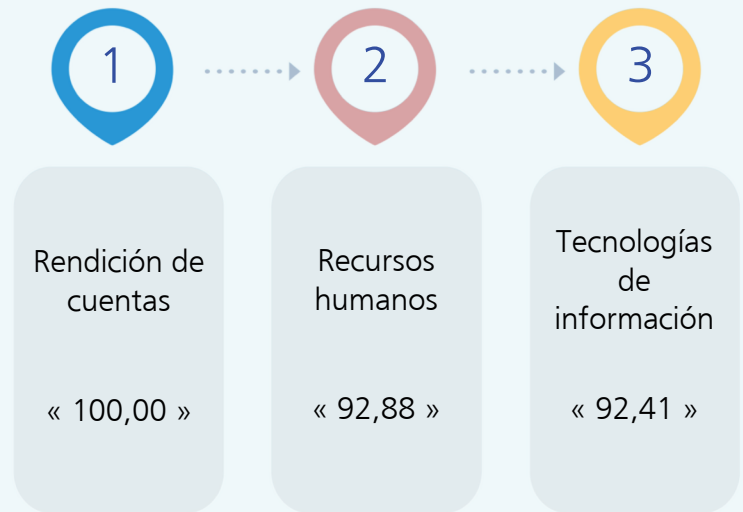 1
2
3
Rendición de
cuentas
« 100,00 »
Recursos
humanos
« 92,88 »
Tecnologías
de
información
« 92,41 »